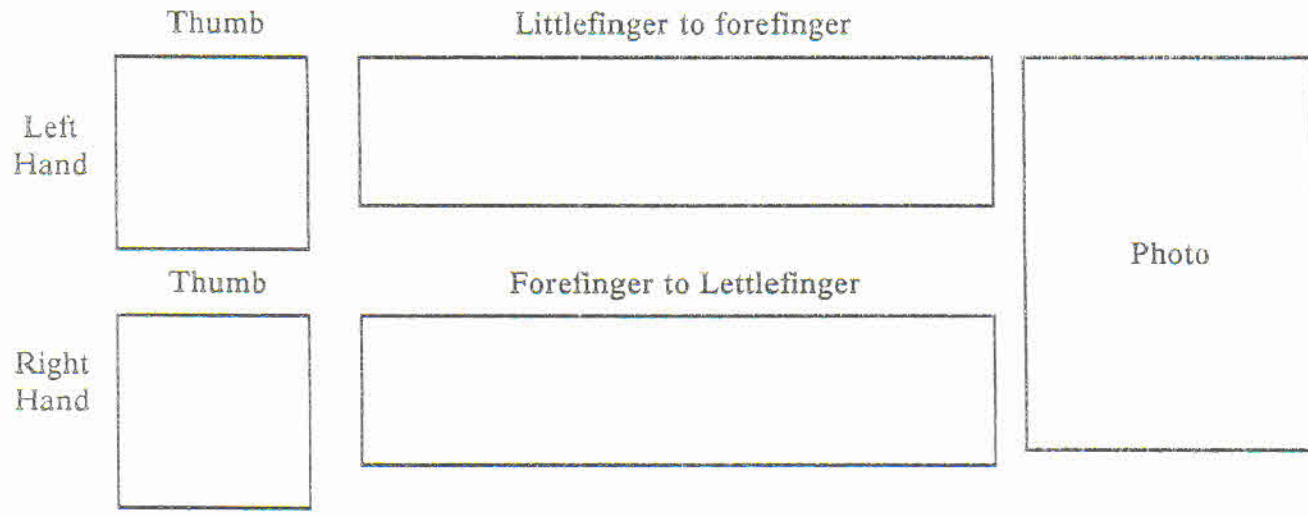 Thumb Littlefinger to forefinger
Left
Hand
Photo
Thumb Forefinger to Lettlefinger
Right
Hand